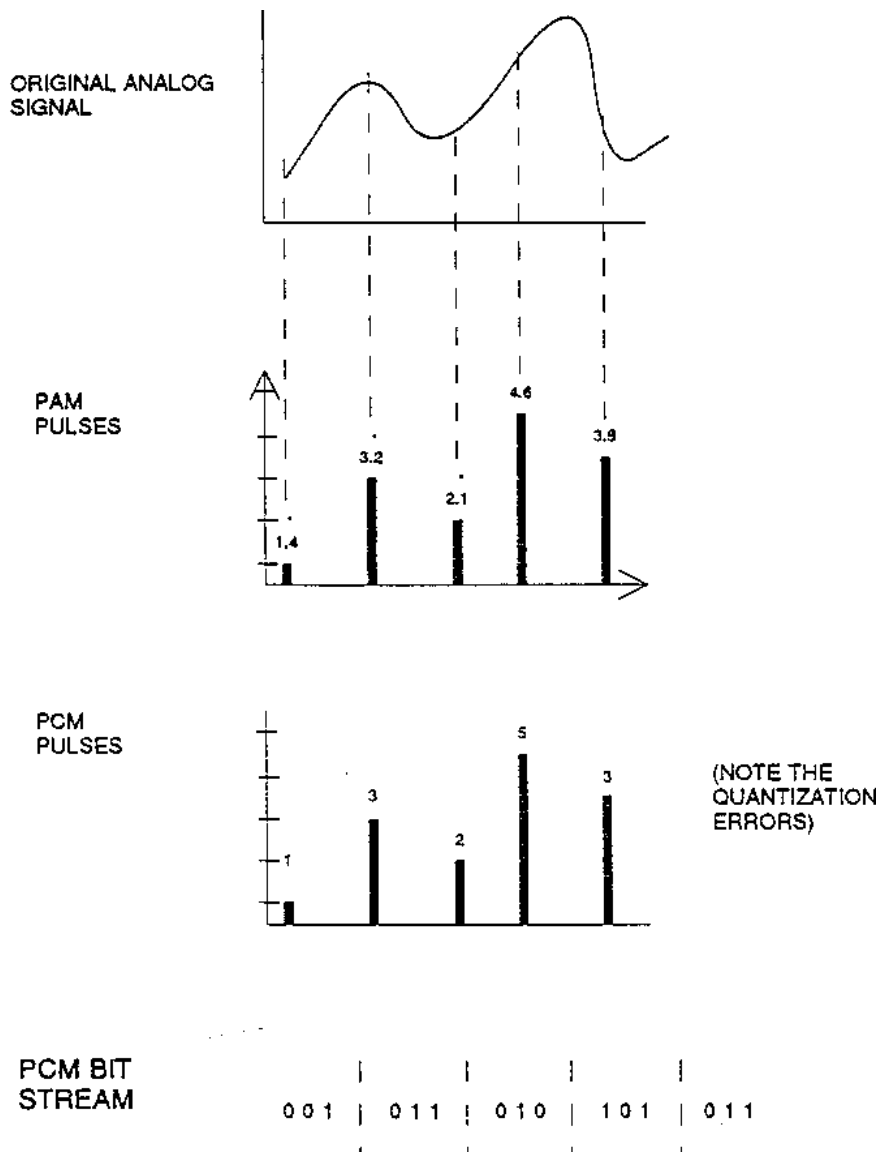 ORIGINAL ANALOG
SIGNAL
PAM
PULSES
1.4
3.2
2.1
4.6
3.9
PCM
PULSES
1
3
2
5
3
(NOTE THE
QUANTIZATION
ERRORS)
PCM BIT
STREAM
0 0 1 | 0 1 1 | 0 1 0 | 1 0 1 | 0 1 1